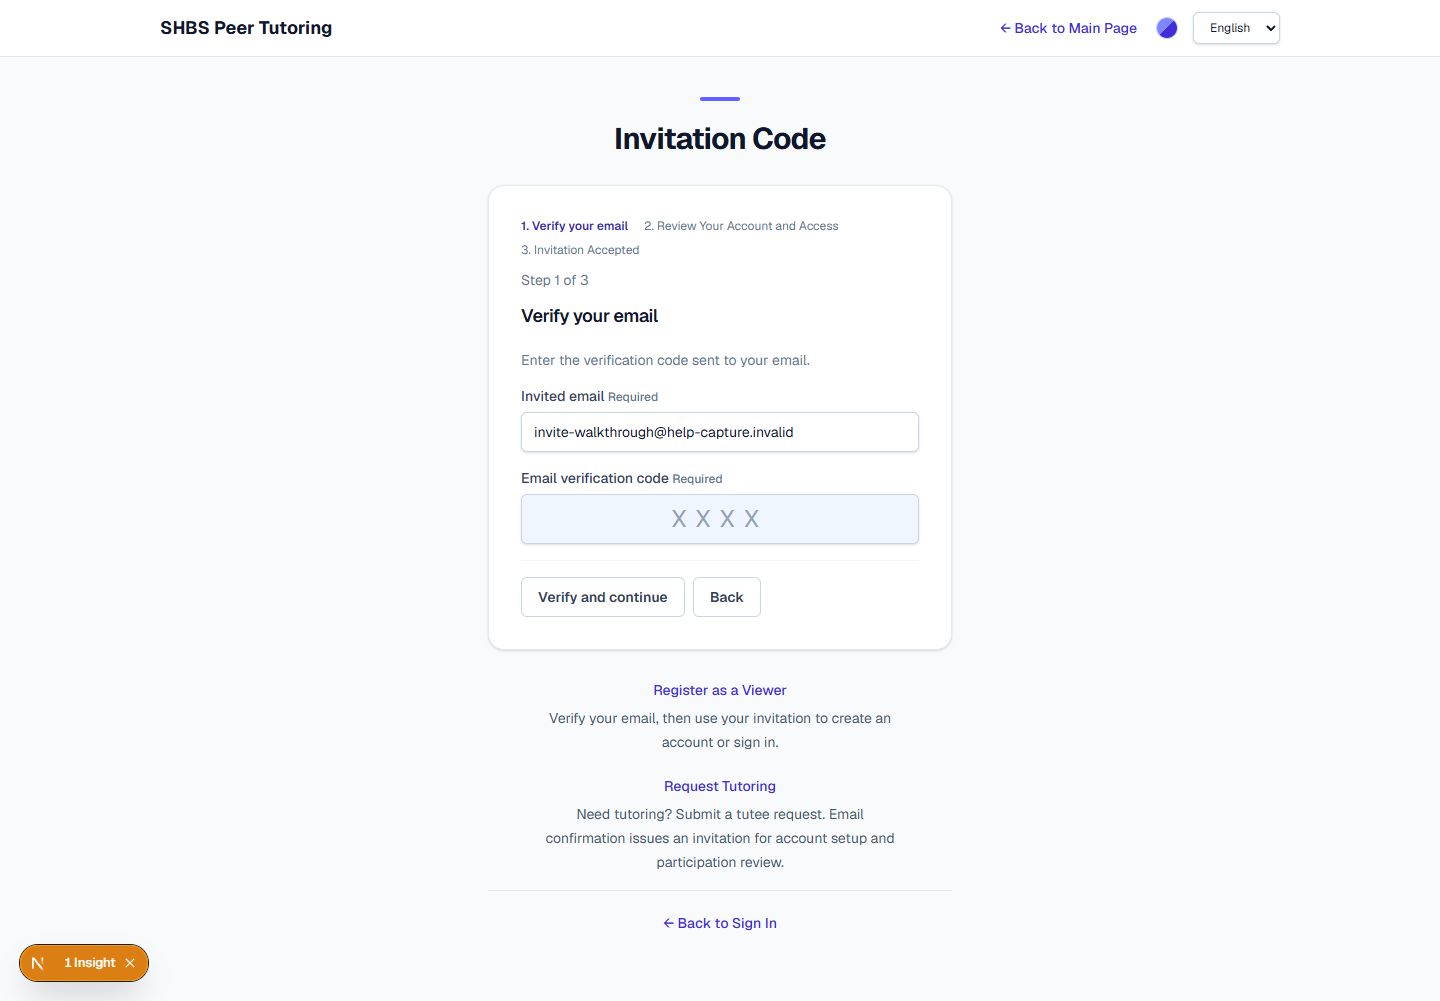 SHBS Peer Tutoring
← Back to Main Page
English
Invitation Code
1. Verify your email
2. Review Your Account and Access
3. Invitation Accepted
Step 1 of 3
Verify your email
Enter the verification code sent to your email.
Invited email Required
invite-walkthrough@help-capture.invalid
Email verification code Required
X X X X
Verify and continue
Back
Register as a Viewer
Verify your email, then use your invitation to create an
account or sign in.
Request Tutoring
Need tutoring? Submit a tutee request. Email
confirmation issues an invitation for account setup and
participation review.
← Back to Sign In
N
1 Insight